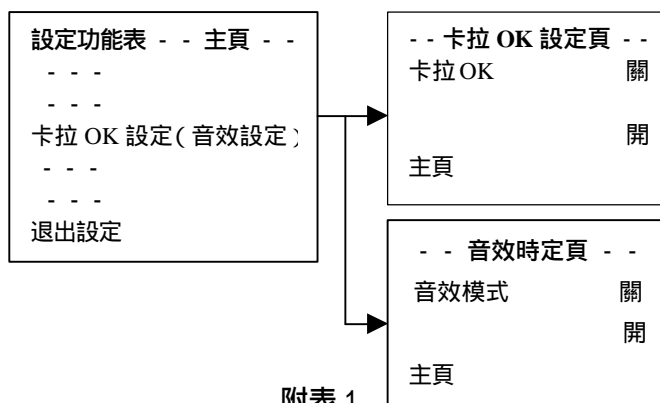 設定功能表 - - 主頁 - -
- - -
- - -
卡拉 OK 設定( 音效設定 )
- - -
- - -
退出設定
- - 卡拉 OK 設定頁 - -
卡拉 OK 關
開
主頁
- - 音效時定頁 - -
音效模式 關
開
主頁
附表 1